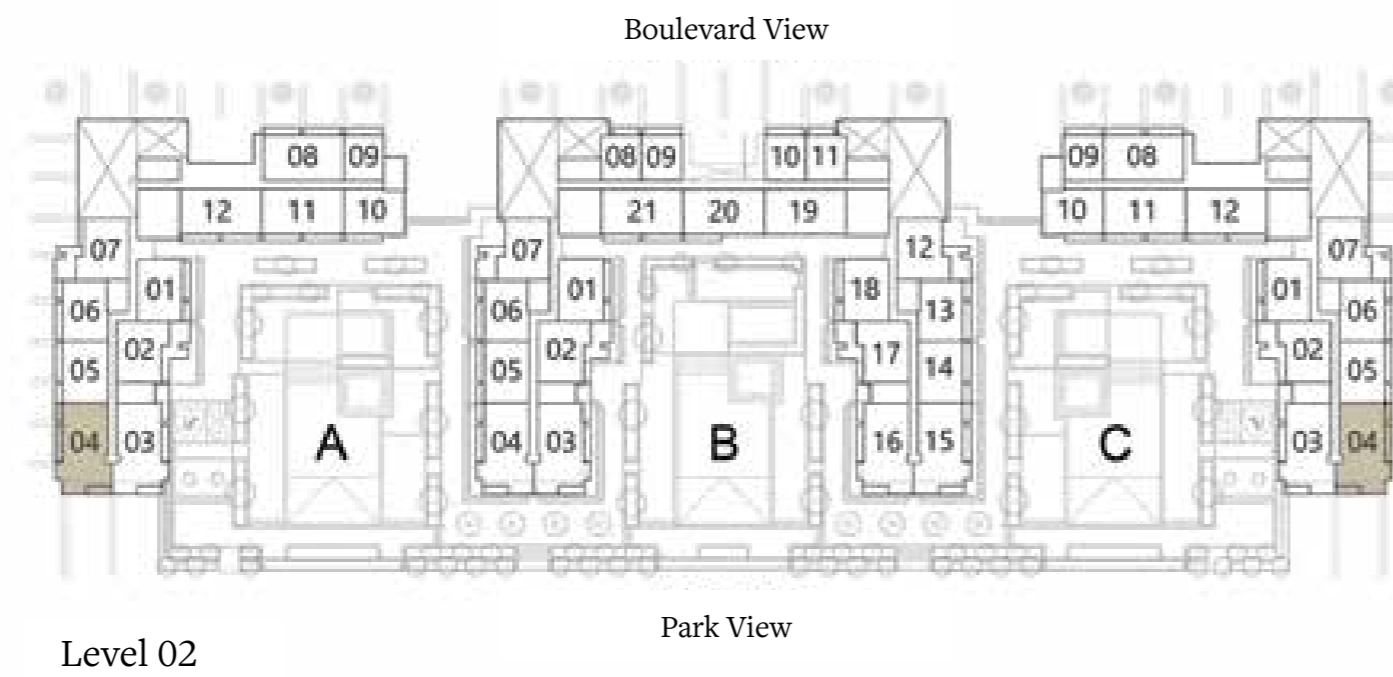 Boulevard View
08 09 08 09 10 11 09 08
12 11 10 21 20 19 10 11 12
07 07 12 07
01 01 18 01
06 06 13 06
02 02 17 02
05 05 14 05
04 03 A 04 03 B 16 15 C 03 04
Park View
Level 02